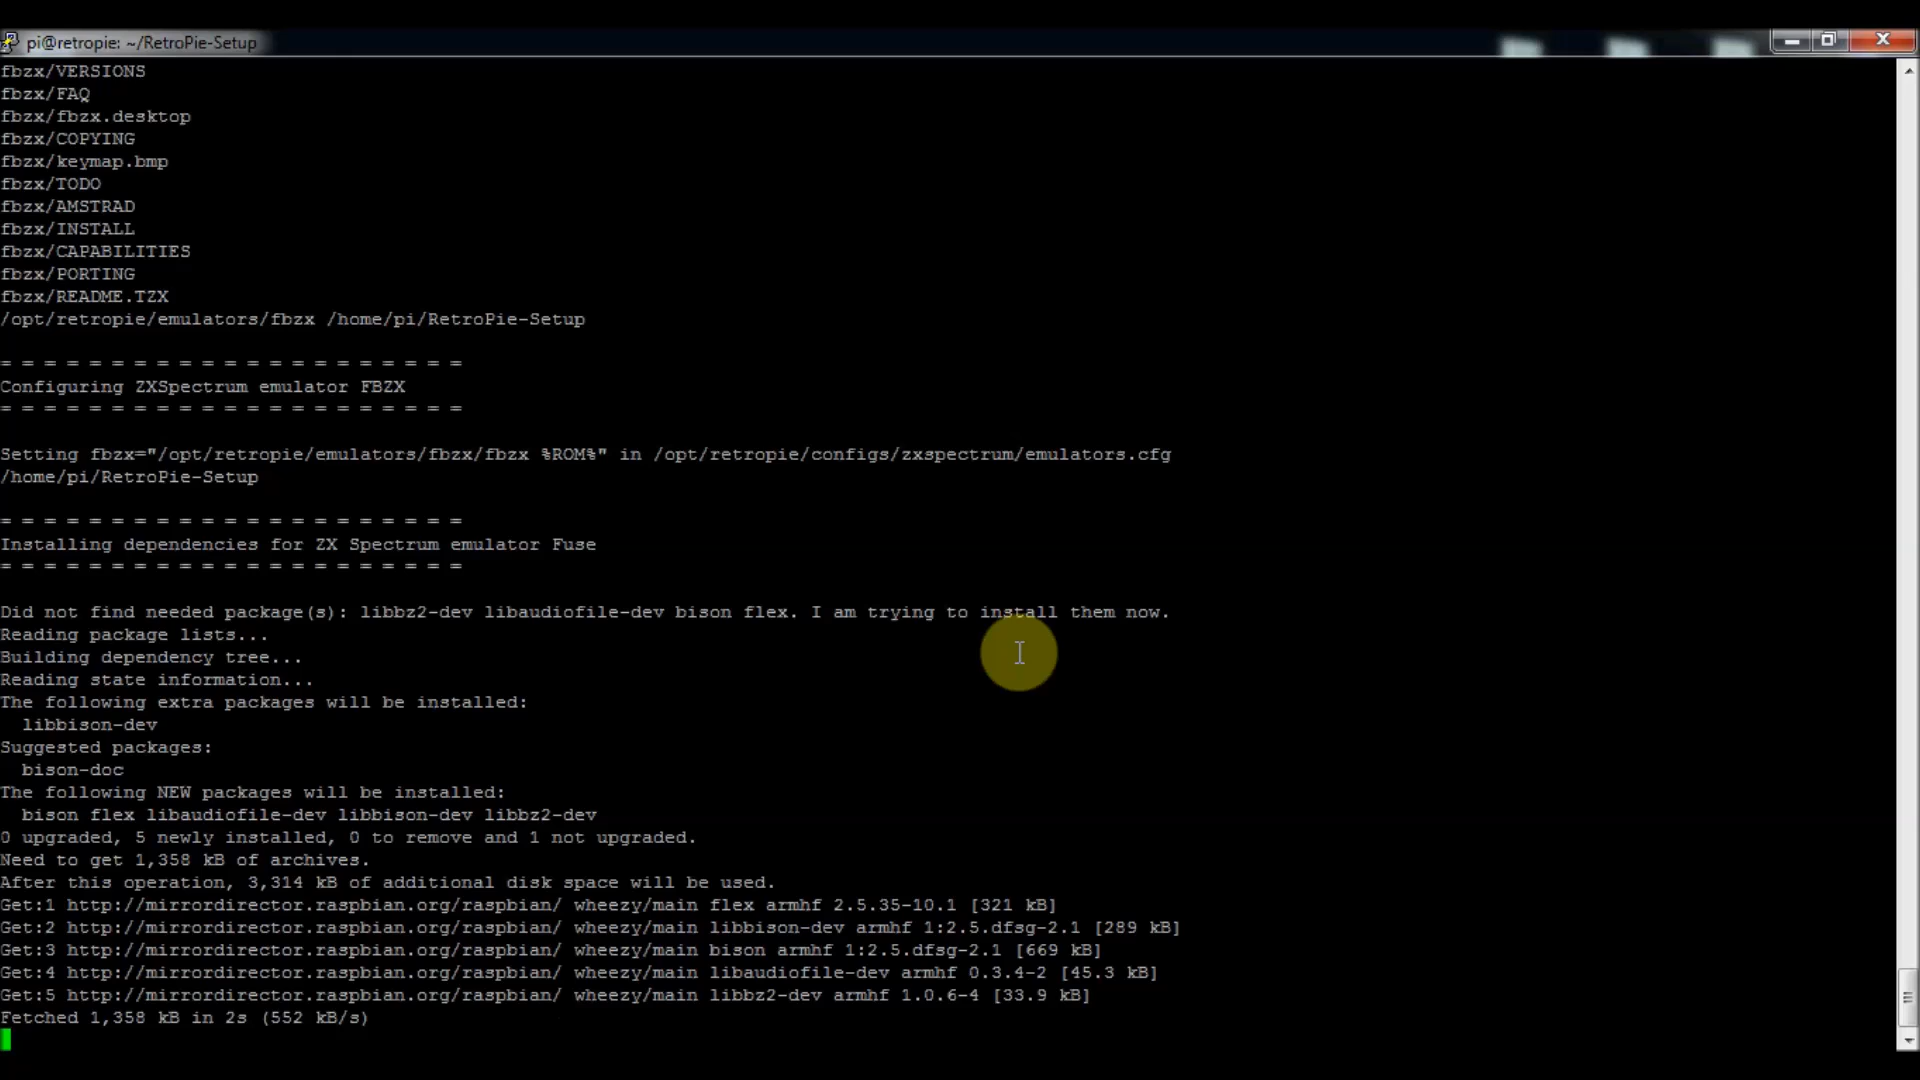 pi@retropie: ~/RetroPie-Setup
fbzx/VERSIONS
fbzx/FAQ
fbzx/fbzx.desktop
fbzx/COPYING
fbzx/keymap.bmp
fbzx/TODO
fbzx/AMSTRAD
fbzx/INSTALL
fbzx/CAPABILITIES
fbzx/PORTING
fbzx/README.TZX
/opt/retropie/emulators/fbzx /home/pi/RetroPie-Setup
= = = = = = = = = = = = = = = = = = = = =
Configuring ZXSpectrum emulator FBZX
= = = = = = = = = = = = = = = = = = = = =
Setting fbzx="/opt/retropie/emulators/fbzx/fbzx %ROM%" in /opt/retropie/configs/zxspectrum/emulators.cfg
/home/pi/RetroPie-Setup
= = = = = = = = = = = = = = = = = = = = =
Installing dependencies for ZX Spectrum emulator Fuse
= = = = = = = = = = = = = = = = = = = = =
Did not find needed package(s): libbz2-dev libaudiofile-dev bison flex. I am trying to install them now.
Reading package lists...
Building dependency tree...
Reading state information...
The following extra packages will be installed:
  libbison-dev
Suggested packages:
  bison-doc
The following NEW packages will be installed:
  bison flex libaudiofile-dev libbison-dev libbz2-dev
0 upgraded, 5 newly installed, 0 to remove and 1 not upgraded.
Need to get 1,358 kB of archives.
After this operation, 3,314 kB of additional disk space will be used.
Get:1 http://mirrordirector.raspbian.org/raspbian/ wheezy/main flex armhf 2.5.35-10.1 [321 kB]
Get:2 http://mirrordirector.raspbian.org/raspbian/ wheezy/main libbison-dev armhf 1:2.5.dfsg-2.1 [289 kB]
Get:3 http://mirrordirector.raspbian.org/raspbian/ wheezy/main bison armhf 1:2.5.dfsg-2.1 [669 kB]
Get:4 http://mirrordirector.raspbian.org/raspbian/ wheezy/main libaudiofile-dev armhf 0.3.4-2 [45.3 kB]
Get:5 http://mirrordirector.raspbian.org/raspbian/ wheezy/main libbz2-dev armhf 1.0.6-4 [33.9 kB]
Fetched 1,358 kB in 2s (552 kB/s)